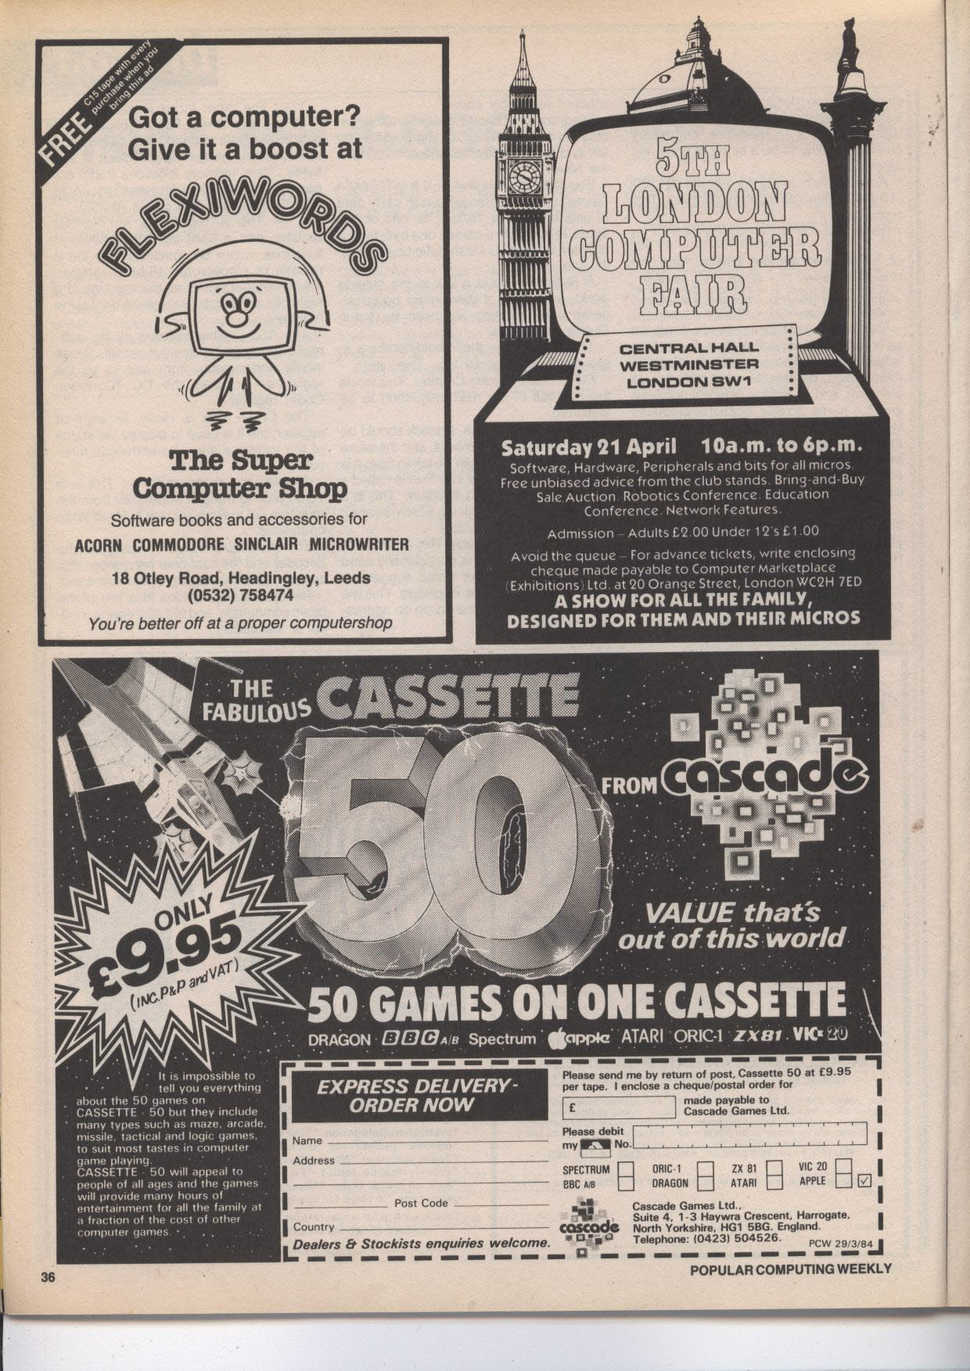 FREE
C15 tape with every
purchase when you
bring this ad
Got a computer?
Give it a boost at
FLEXIWORDS
The Super
Computer Shop
Software books and accessories for
ACORN COMMODORE SINCLAIR MICROWRITER
18 Otley Road, Headingley, Leeds
(0532) 758474
You're better off at a proper computershop
5TH
LONDON
COMPUTER
FAIR
CENTRAL HALL
WESTMINSTER
LONDON SW1
Saturday 21 April 10a.m. to 6p.m.
Software, Hardware, Peripherals and bits for all micros.
Free unbiased advice from the club stands. Bring-and-Buy
Sale Auction. Robotics Conference. Education
Conference. Network Features.
Admission – Adults £2.00 Under 12's £1.00
Avoid the queue – For advance tickets, write enclosing
cheque made payable to Computer Marketplace
(Exhibitions) Ltd. at 20 Orange Street, London WC2H 7ED
A SHOW FOR ALL THE FAMILY,
DESIGNED FOR THEM AND THEIR MICROS
THE
FABULOUS CASSETTE
50
FROM cascade
ONLY
£9.95
(INC. P&P and VAT)
VALUE that's
out of this world
50 GAMES ON ONE CASSETTE
DRAGON · BBC A/B Spectrum apple ATARI ORIC-1 ZX81 VIC 20
It is impossible to
tell you everything
about the 50 games on
CASSETTE - 50 but they include
many types such as maze, arcade,
missile, tactical and logic games,
to suit most tastes in computer
game playing.
CASSETTE - 50 will appeal to
people of all ages and the games
will provide many hours of
entertainment for all the family at
a fraction of the cost of other
computer games.
EXPRESS DELIVERY-
ORDER NOW
Name
Address
Post Code
Country
Dealers & Stockists enquiries welcome.
Please send me by return of post, Cassette 50 at £9.95
per tape. I enclose a cheque/postal order for
£
made payable to
Cascade Games Ltd.
Please debit
my No.
SPECTRUM ORIC-1 ZX 81 VIC 20
BBC A/B DRAGON ATARI APPLE
cascade
Cascade Games Ltd.,
Suite 4, 1-3 Haywra Crescent, Harrogate,
North Yorkshire, HG1 5BG. England.
Telephone: (0423) 504526.
PCW 29/3/84
36
POPULAR COMPUTING WEEKLY